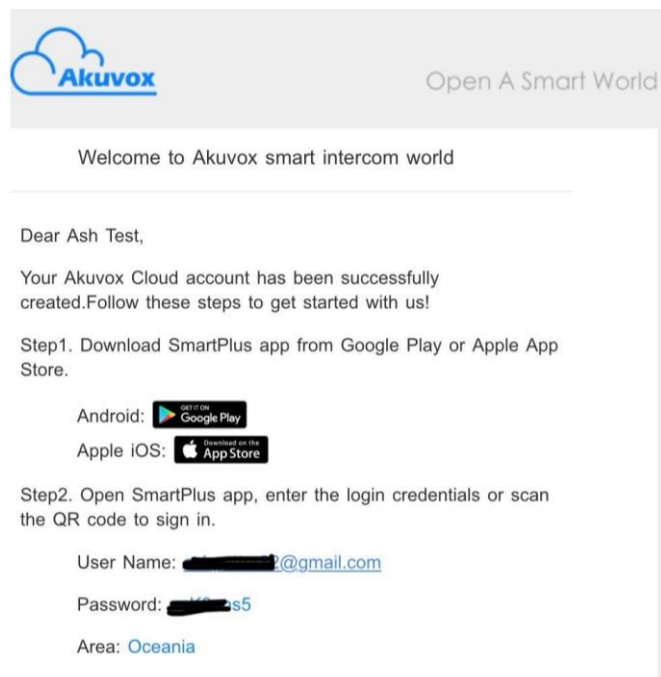 Akuvox
Open A Smart World
Welcome to Akuvox smart intercom world
Dear Ash Test,
Your Akuvox Cloud account has been successfully
created.Follow these steps to get started with us!
Step1. Download SmartPlus app from Google Play or Apple App
Store.
Android: GET IT ON Google Play
Apple iOS: Download on the App Store
Step2. Open SmartPlus app, enter the login credentials or scan
the QR code to sign in.
User Name: @gmail.com
Password: s5
Area: Oceania